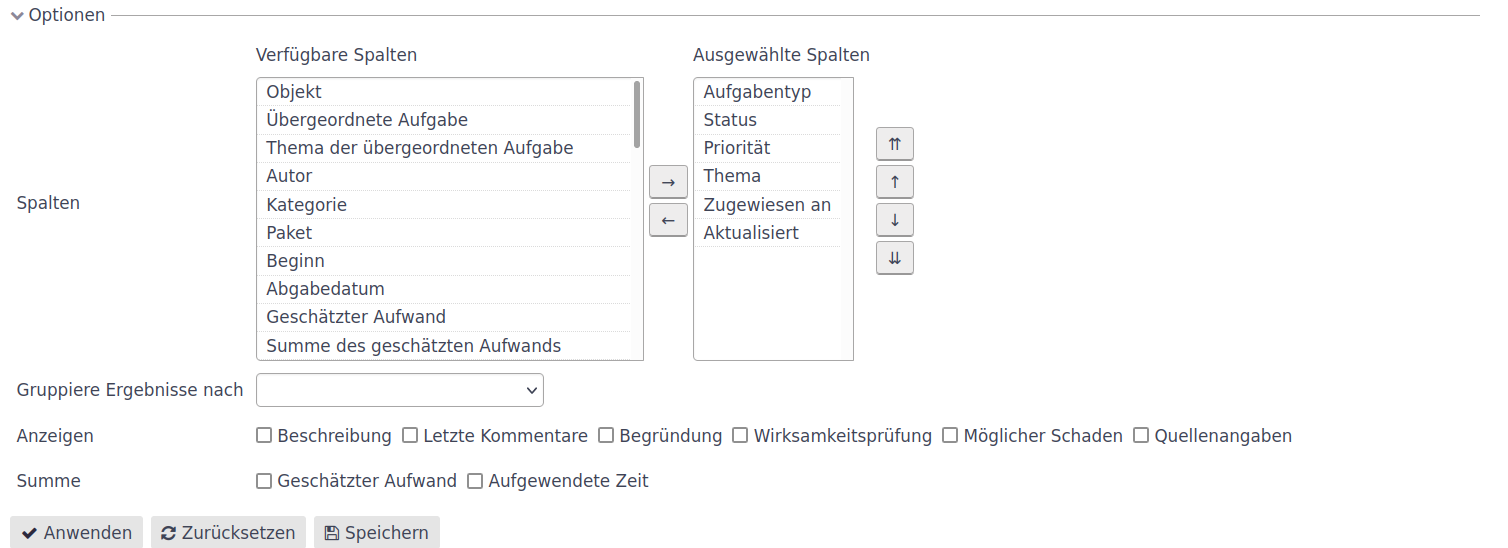 Optionen
Verfügbare Spalten
Ausgewählte Spalten
Spalten
Objekt
Übergeordnete Aufgabe
Thema der übergeordneten Aufgabe
Autor
Kategorie
Paket
Beginn
Abgabedatum
Geschätzter Aufwand
Summe des geschätzten Aufwands
→
←
Aufgabentyp
Status
Priorität
Thema
Zugewiesen an
Aktualisiert
⇈
↑
↓
⇊
Gruppiere Ergebnisse nach
Anzeigen Beschreibung Letzte Kommentare Begründung Wirksamkeitsprüfung Möglicher Schaden Quellenangaben
Summe Geschätzter Aufwand Aufgewendete Zeit
Anwenden Zurücksetzen Speichern